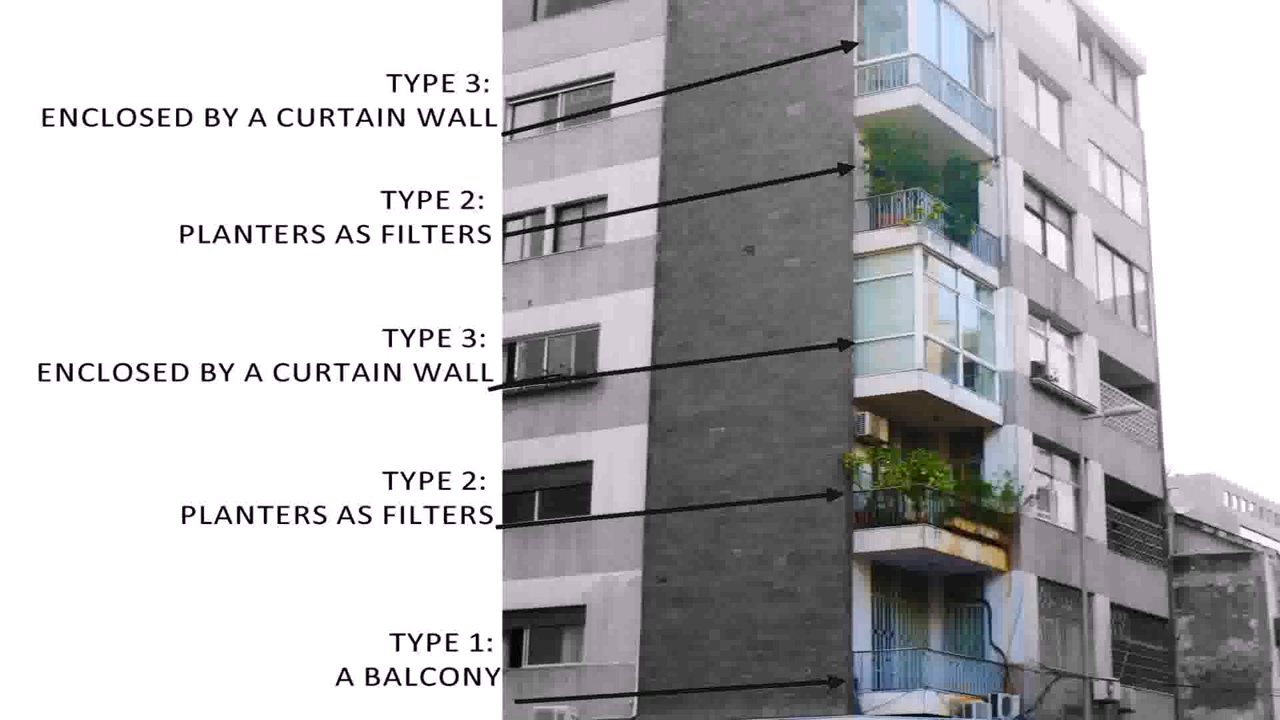 TYPE 3:
ENCLOSED BY A CURTAIN WALL
TYPE 2:
PLANTERS AS FILTERS
TYPE 3:
ENCLOSED BY A CURTAIN WALL
TYPE 2:
PLANTERS AS FILTERS
TYPE 1:
A BALCONY